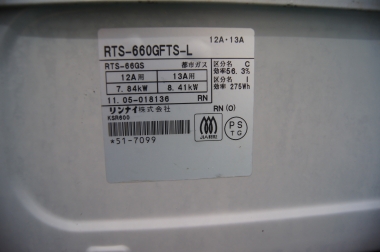 12A・13A
RTS-660GFTS-L
RTS-66GS 都市ガス
12A用 13A用
7.84kW 8.41kW
区分名 C
効率56.3%
区分名 I
効率 275Wh
11.05-018136 RN
リンナイ株式会社 RN(O)
KSR600
JIA
PS
TG
*51-7099